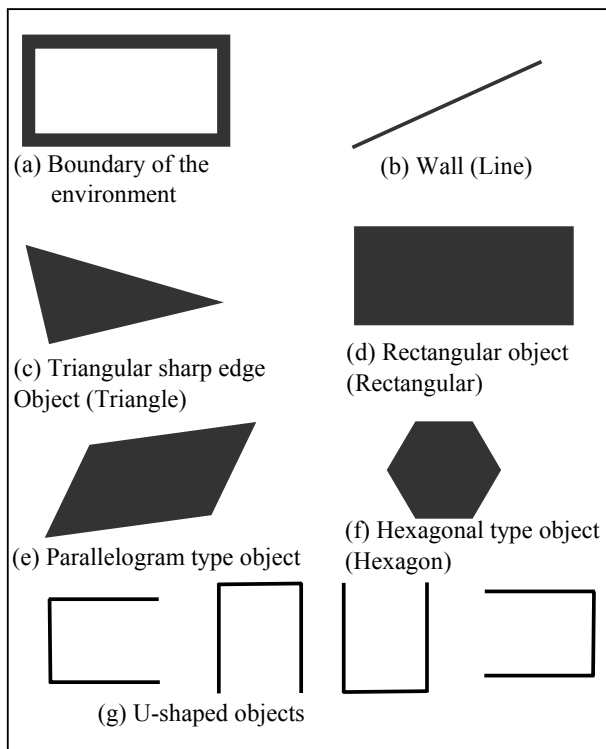 (a) Boundary of the
environment
(b) Wall (Line)
(c) Triangular sharp edge
Object (Triangle)
(d) Rectangular object
(Rectangular)
(e) Parallelogram type object
(f) Hexagonal type object
(Hexagon)
(g) U-shaped objects